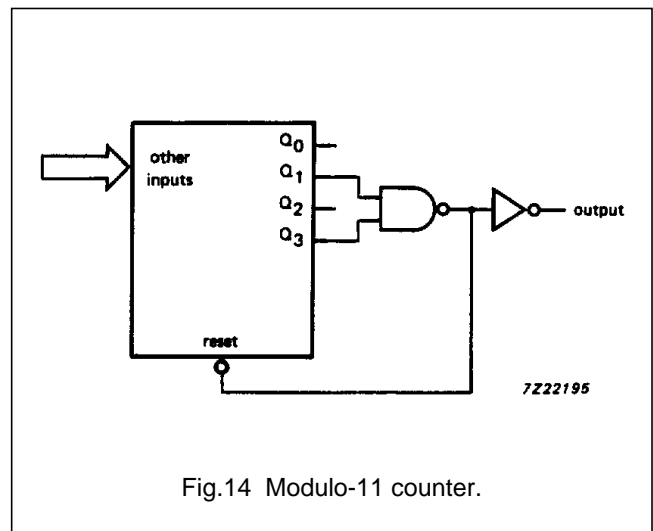 Q0
other
inputs
Q1
Q2
Q3
output
reset
7Z22195
Fig.14 Modulo-11 counter.